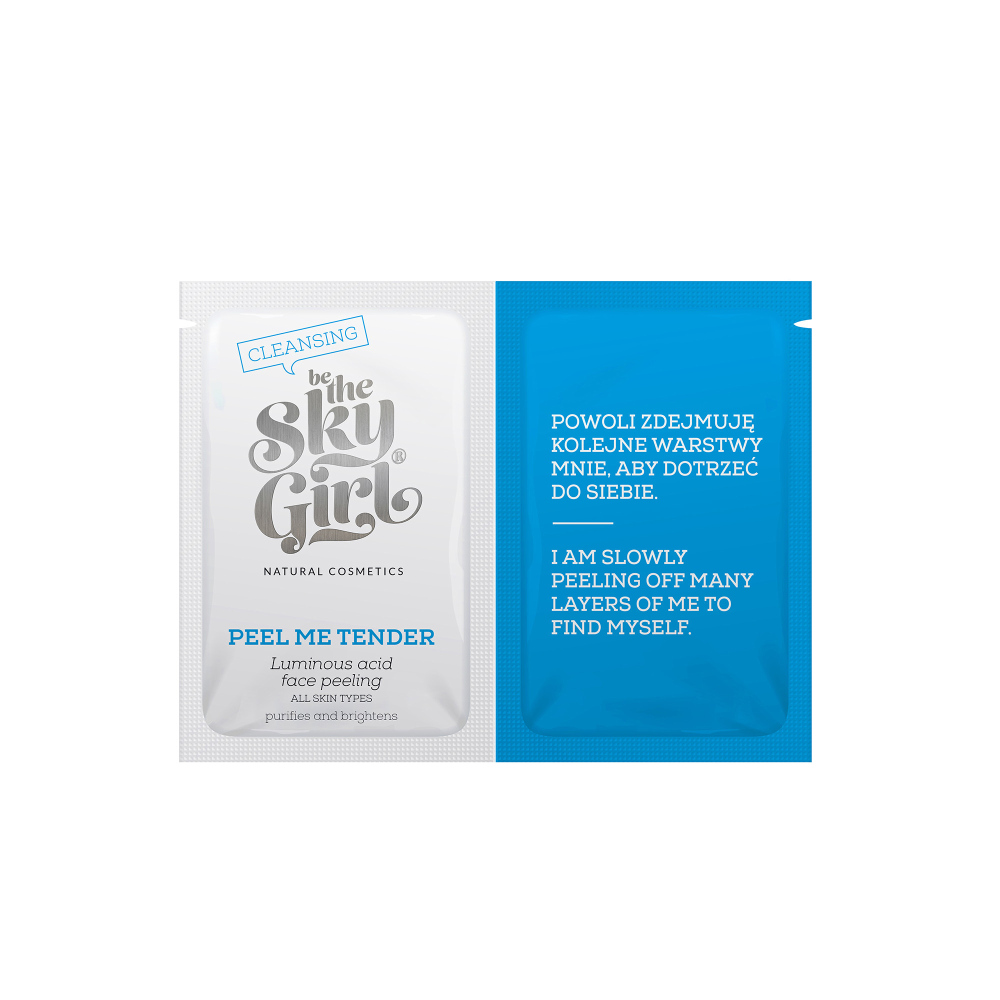 CLEANSING
be the
Sky
Girl®
NATURAL COSMETICS
PEEL ME TENDER
Luminous acid
face peeling
ALL SKIN TYPES
purifies and brightens
POWOLI ZDEJMUJĘ
KOLEJNE WARSTWY
MNIE, ABY DOTRZEĆ
DO SIEBIE.
I AM SLOWLY
PEELING OFF MANY
LAYERS OF ME TO
FIND MYSELF.